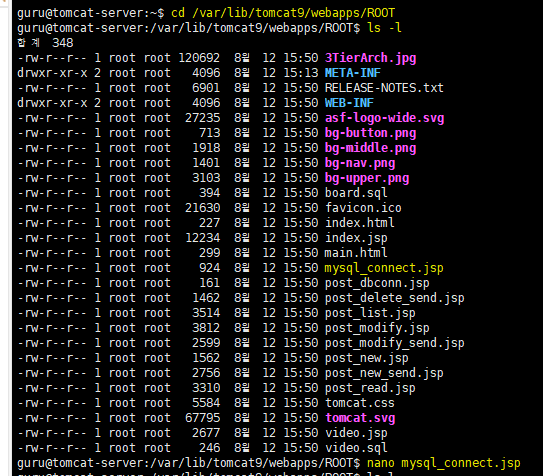 guru@tomcat-server:~$ cd /var/lib/tomcat9/webapps/ROOT
guru@tomcat-server:/var/lib/tomcat9/webapps/ROOT$ ls -l
합계 348
-rw-r--r-- 1 root root 120692  8월  12 15:50 3TierArch.jpg
drwxr-xr-x 2 root root   4096  8월  12 15:13 META-INF
-rw-r--r-- 1 root root   6901  8월  12 15:50 RELEASE-NOTES.txt
drwxr-xr-x 2 root root   4096  8월  12 15:50 WEB-INF
-rw-r--r-- 1 root root  27235  8월  12 15:50 asf-logo-wide.svg
-rw-r--r-- 1 root root    713  8월  12 15:50 bg-button.png
-rw-r--r-- 1 root root   1918  8월  12 15:50 bg-middle.png
-rw-r--r-- 1 root root   1401  8월  12 15:50 bg-nav.png
-rw-r--r-- 1 root root   3103  8월  12 15:50 bg-upper.png
-rw-r--r-- 1 root root    394  8월  12 15:50 board.sql
-rw-r--r-- 1 root root  21630  8월  12 15:50 favicon.ico
-rw-r--r-- 1 root root    227  8월  12 15:50 index.html
-rw-r--r-- 1 root root  12234  8월  12 15:50 index.jsp
-rw-r--r-- 1 root root    299  8월  12 15:50 main.html
-rw-r--r-- 1 root root    924  8월  12 15:50 mysql_connect.jsp
-rw-r--r-- 1 root root    161  8월  12 15:50 post_dbconn.jsp
-rw-r--r-- 1 root root   1462  8월  12 15:50 post_delete_send.jsp
-rw-r--r-- 1 root root   3514  8월  12 15:50 post_list.jsp
-rw-r--r-- 1 root root   3812  8월  12 15:50 post_modify.jsp
-rw-r--r-- 1 root root   2599  8월  12 15:50 post_modify_send.jsp
-rw-r--r-- 1 root root   1562  8월  12 15:50 post_new.jsp
-rw-r--r-- 1 root root   2756  8월  12 15:50 post_new_send.jsp
-rw-r--r-- 1 root root   3310  8월  12 15:50 post_read.jsp
-rw-r--r-- 1 root root   5584  8월  12 15:50 tomcat.css
-rw-r--r-- 1 root root  67795  8월  12 15:50 tomcat.svg
-rw-r--r-- 1 root root   2677  8월  12 15:50 video.jsp
-rw-r--r-- 1 root root    246  8월  12 15:50 video.sql
guru@tomcat-server:/var/lib/tomcat9/webapps/ROOT$ nano mysql_connect.jsp